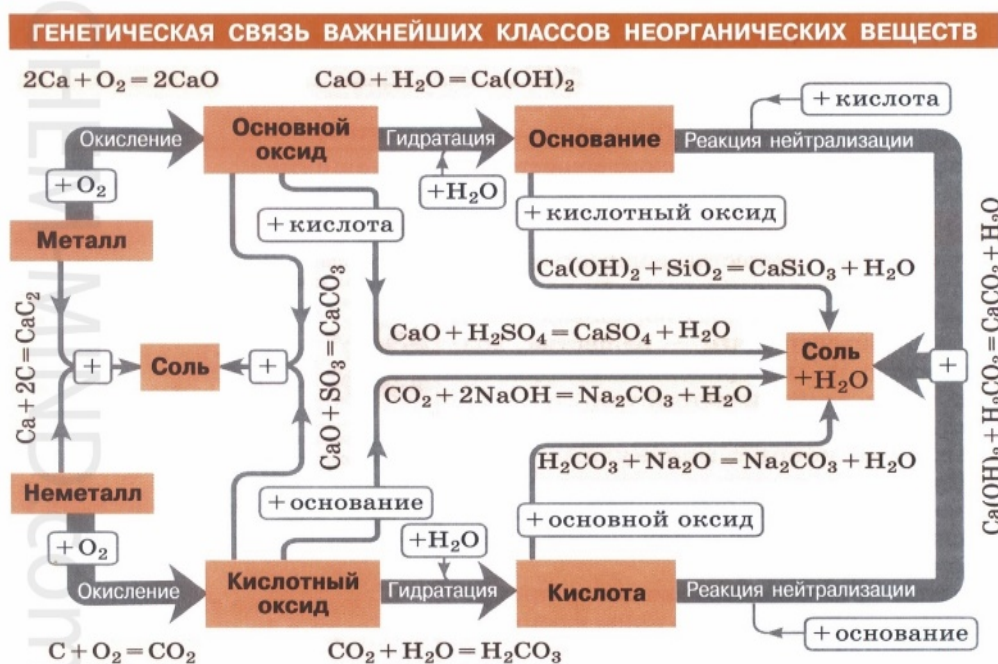 ГЕНЕТИЧЕСКАЯ СВЯЗЬ ВАЖНЕЙШИХ КЛАССОВ НЕОРГАНИЧЕСКИХ ВЕЩЕСТВ
2Ca + O₂ = 2CaO
CaO + H₂O = Ca(OH)₂
+ кислота
Окисление
Основной
оксид
Гидратация
Основание
Реакция нейтрализации
+ O₂
+H₂O
+ кислота
+ кислотный оксид
Металл
Ca(OH)₂ + SiO₂ = CaSiO₃ + H₂O
Ca + 2C = CaC₂
CaO + SO₃ = CaCO₃
CaO + H₂SO₄ = CaSO₄ + H₂O
+
Соль
+
Соль
+H₂O
+
Ca(OH)₂ + H₂CO₃ = CaCO₃ + H₂O
CO₂ + 2NaOH = Na₂CO₃ + H₂O
H₂CO₃ + Na₂O = Na₂CO₃ + H₂O
Неметалл
+ основание
+ основной оксид
+ O₂
+H₂O
Окисление
Кислотный
оксид
Гидратация
Кислота
Реакция нейтрализации
+ основание
C + O₂ = CO₂
CO₂ + H₂O = H₂CO₃